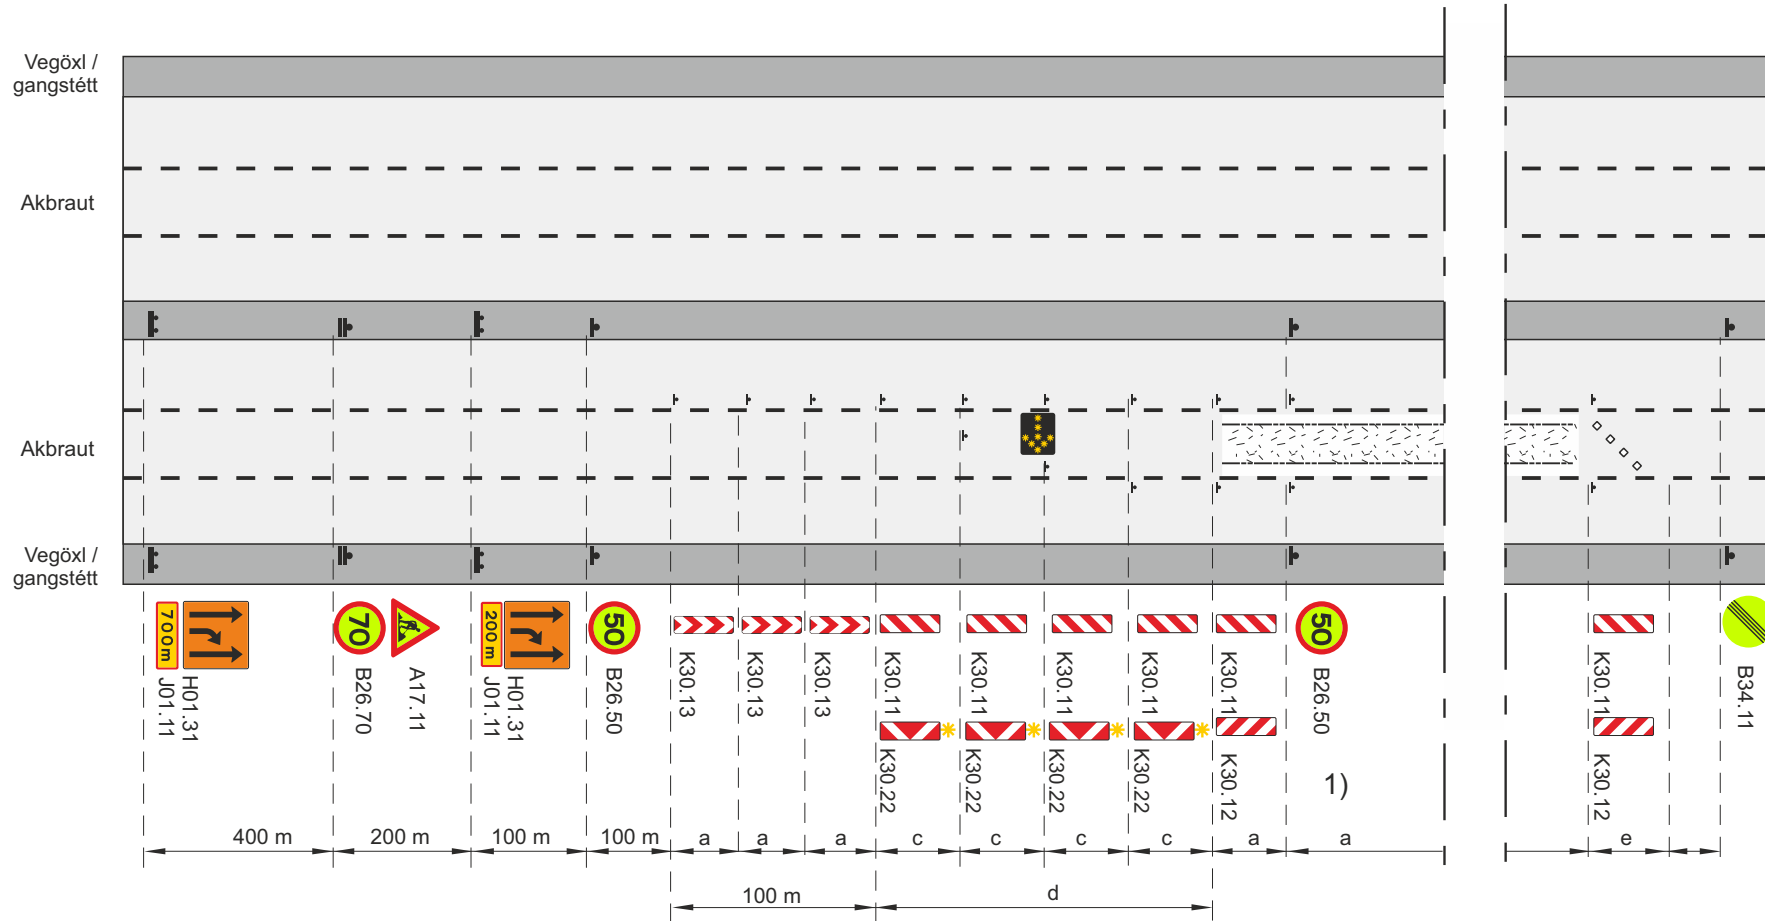 Vegöxl /
gangstétt
Akbraut
Akbraut
Vegöxl /
gangstétt
700m
H01.31
J01.11
70
B26.70
A17.11
200m
H01.31
J01.11
50
B26.50
K30.13
K30.13
K30.13
K30.11
K30.11
K30.11
K30.11
K30.11
50
B26.50
K30.11
B34.11
K30.22
K30.22
K30.22
K30.22
K30.12
1)
K30.12
400 m
200 m
100 m
100 m
a
a
a
c
c
c
c
a
a
e
100 m
d